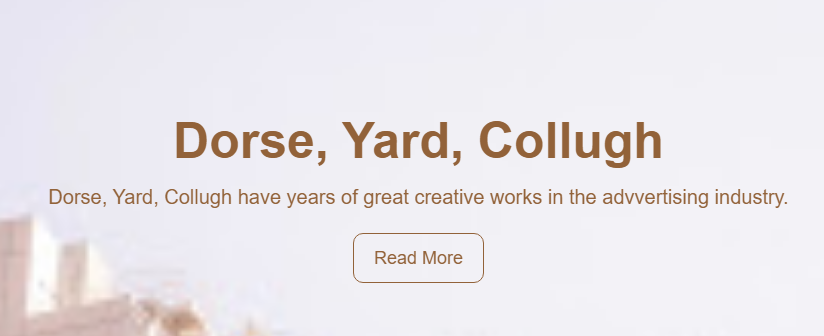 Dorse, Yard, Collugh
Dorse, Yard, Collugh have years of great creative works in the advvertising industry.
Read More